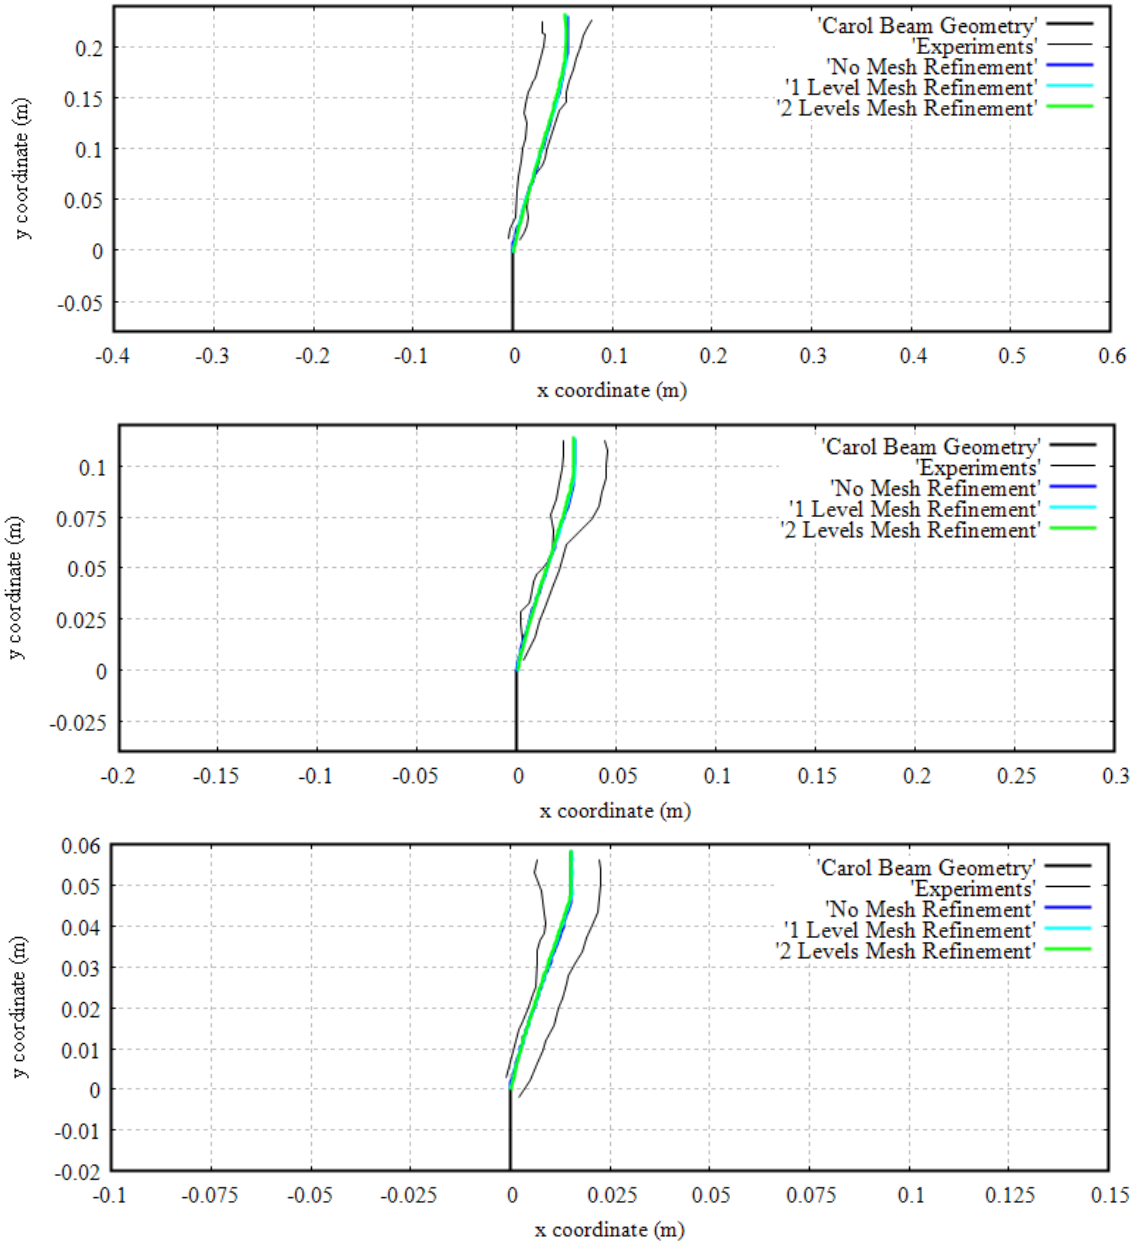 'Carol Beam Geometry'
'Experiments'
'No Mesh Refinement'
'1 Level Mesh Refinement'
'2 Levels Mesh Refinement'
0.2
0.15
0.1
0.05
0
-0.05
y coordinate (m)
-0.4 -0.3 -0.2 -0.1 0 0.1 0.2 0.3 0.4 0.5 0.6
x coordinate (m)
'Carol Beam Geometry'
'Experiments'
'No Mesh Refinement'
'1 Level Mesh Refinement'
'2 Levels Mesh Refinement'
0.1
0.075
0.05
0.025
0
-0.025
y coordinate (m)
-0.2 -0.15 -0.1 -0.05 0 0.05 0.1 0.15 0.2 0.25 0.3
x coordinate (m)
'Carol Beam Geometry'
'Experiments'
'No Mesh Refinement'
'1 Level Mesh Refinement'
'2 Levels Mesh Refinement'
0.06
0.05
0.04
0.03
0.02
0.01
0
-0.01
-0.02
y coordinate (m)
-0.1 -0.075 -0.05 -0.025 0 0.025 0.05 0.075 0.1 0.125 0.15
x coordinate (m)